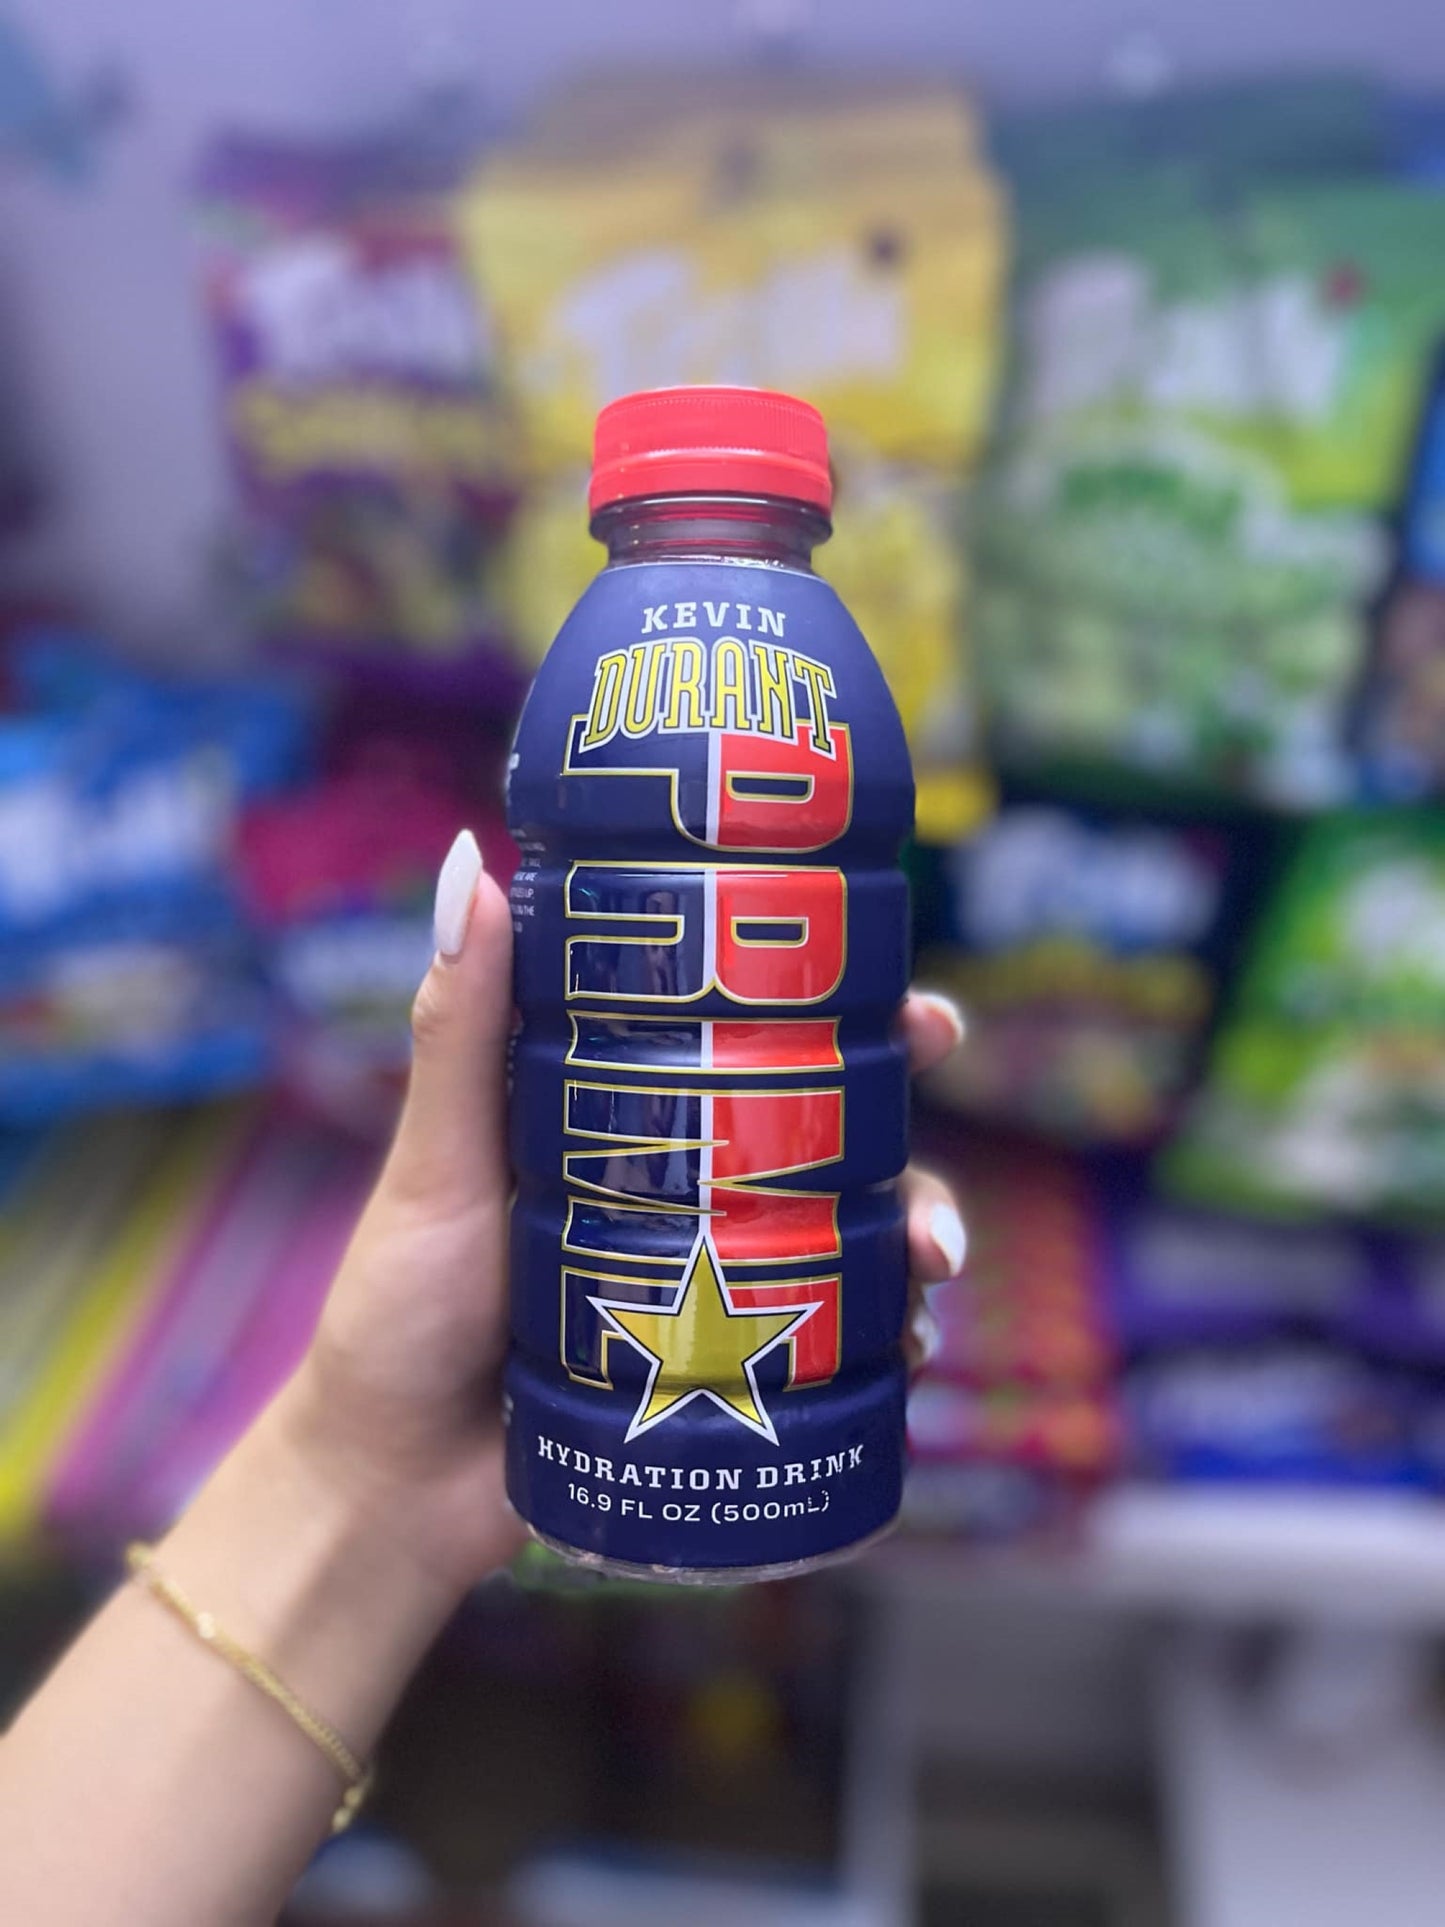 KEVIN
DURANT
PRIME
HYDRATION DRINK
16.9 FL OZ (500mL)